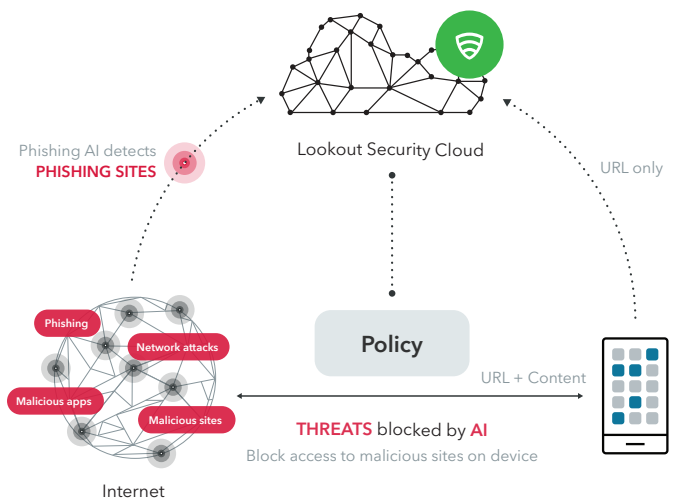 Lookout Security Cloud
Phishing AI detects
PHISHING SITES
URL only
Phishing
Network attacks
Malicious apps
Malicious sites
Internet
Policy
URL + Content
THREATS blocked by AI
Block access to malicious sites on device